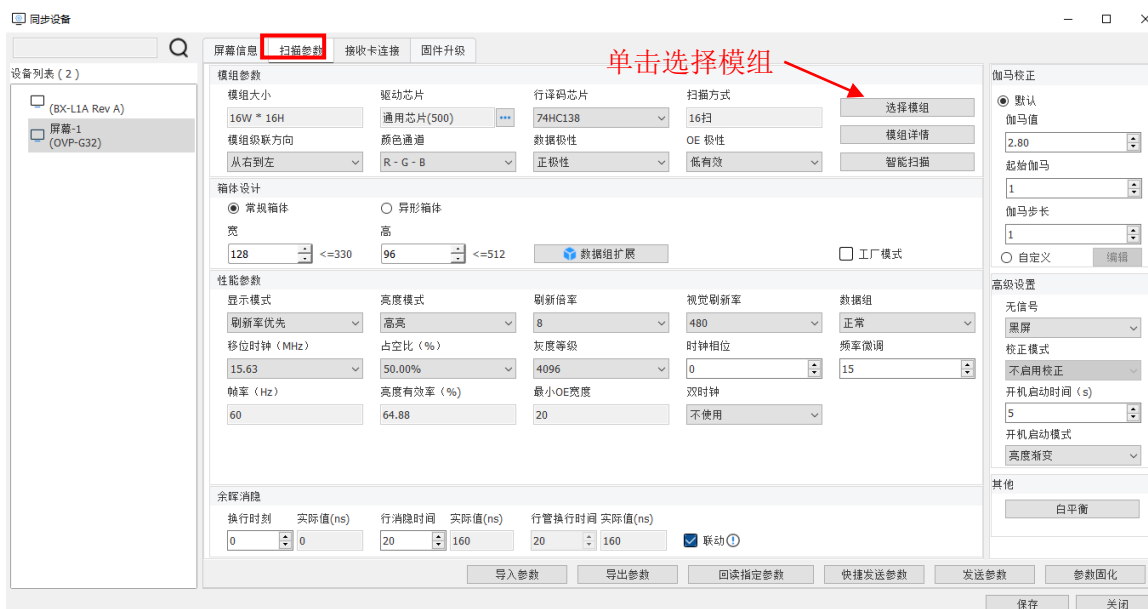 同步设备
设备列表(2)
(BX-L1A Rev A)
屏幕-1
(OVP-G32)
屏幕信息 扫描参数 接收卡连接 固件升级
单击选择模组
模组参数
模组大小 驱动芯片 行译码芯片 扫描方式
16W * 16H 通用芯片(500) ••• 74HC138 16扫 选择模组
模组级联方向 颜色通道 数据极性 OE 极性 模组详情
从右到左 R - G - B 正极性 低有效 智能扫描
箱体设计
常规箱体 异形箱体
宽 高
128 <=330 96 <=512 数据组扩展 工厂模式
性能参数
显示模式 亮度模式 刷新倍率 视觉刷新率 数据组
刷新率优先 高亮 8 480 正常
移位时钟(MHz) 占空比(%) 灰度等级 时钟相位 频率微调
15.63 50.00% 4096 0 15
帧率(Hz) 亮度有效率(%) 最小OE宽度 双时钟
60 64.88 20 不使用
余晖消隐
换行时刻 实际值(ns) 行消隐时间 实际值(ns) 行管换行时间 实际值(ns)
0 0 20 160 20 160 联动
伽马校正
默认
伽马值
2.80
起始伽马
1
伽马步长
1
自定义 编辑
高级设置
无信号
黑屏
校正模式
不启用校正
开机启动时间(s)
5
开机启动模式
亮度渐变
其他
白平衡
导入参数 导出参数 回读指定参数 快捷发送参数 发送参数 参数固化
保存 关闭